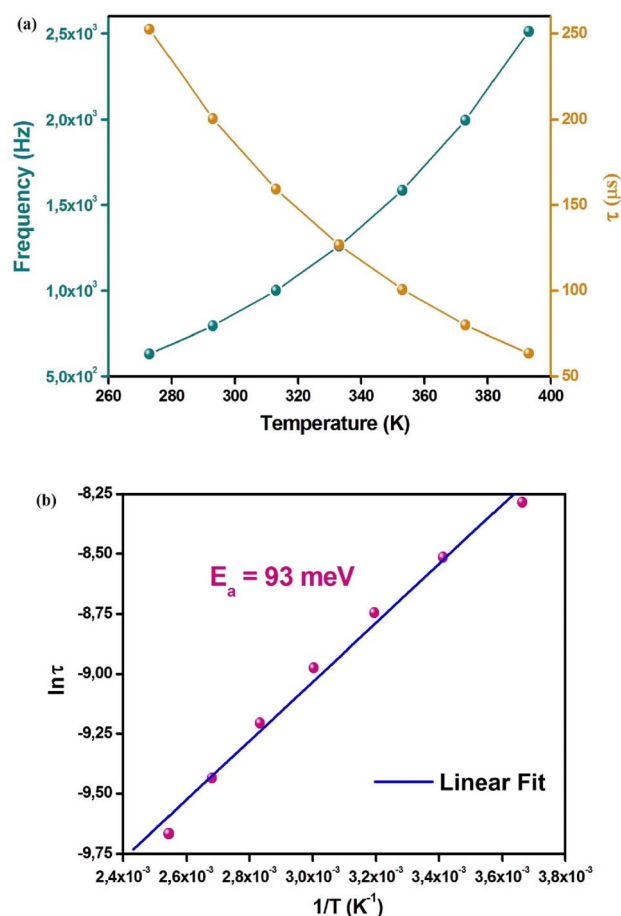 (a)
2,5x10³
2,0x10³
1,5x10³
1,0x10³
5,0x10²
Frequency (Hz)
250
200
150
100
50
τ (µs)
260 280 300 320 340 360 380 400
Temperature (K)
(b)
-8,25
-8,50
-8,75
-9,00
-9,25
-9,50
-9,75
ln τ
Eₐ = 93 meV
Linear Fit
2,4x10⁻³ 2,6x10⁻³ 2,8x10⁻³ 3,0x10⁻³ 3,2x10⁻³ 3,4x10⁻³ 3,6x10⁻³ 3,8x10⁻³
1/T (K⁻¹)